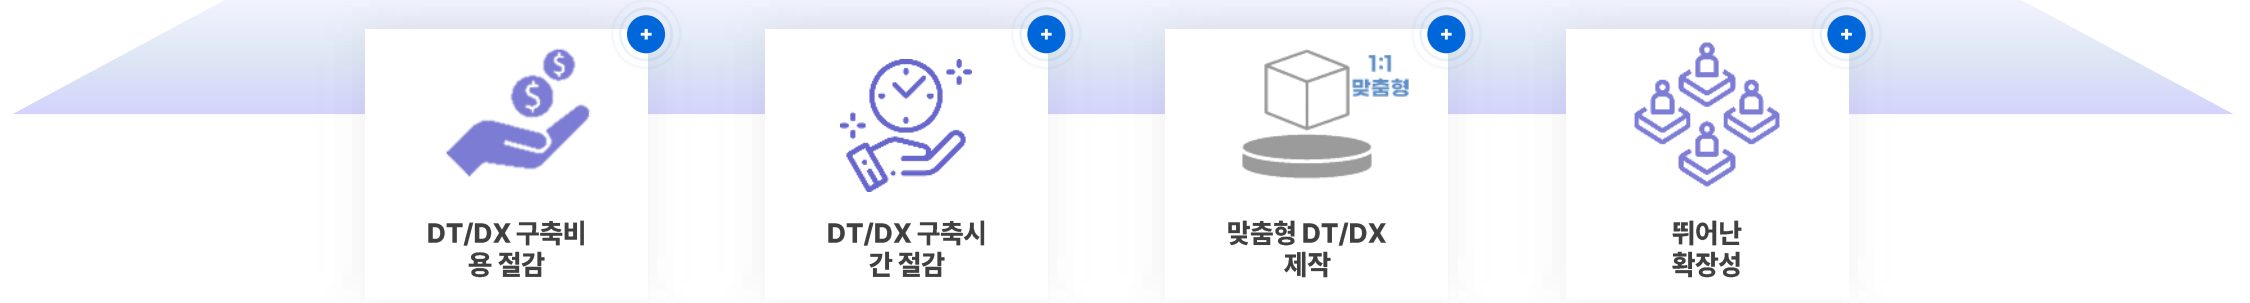 1:1
맞춤형
DT/DX 구축비
용 절감
DT/DX 구축시
간 절감
맞춤형 DT/DX
제작
뛰어난
확장성